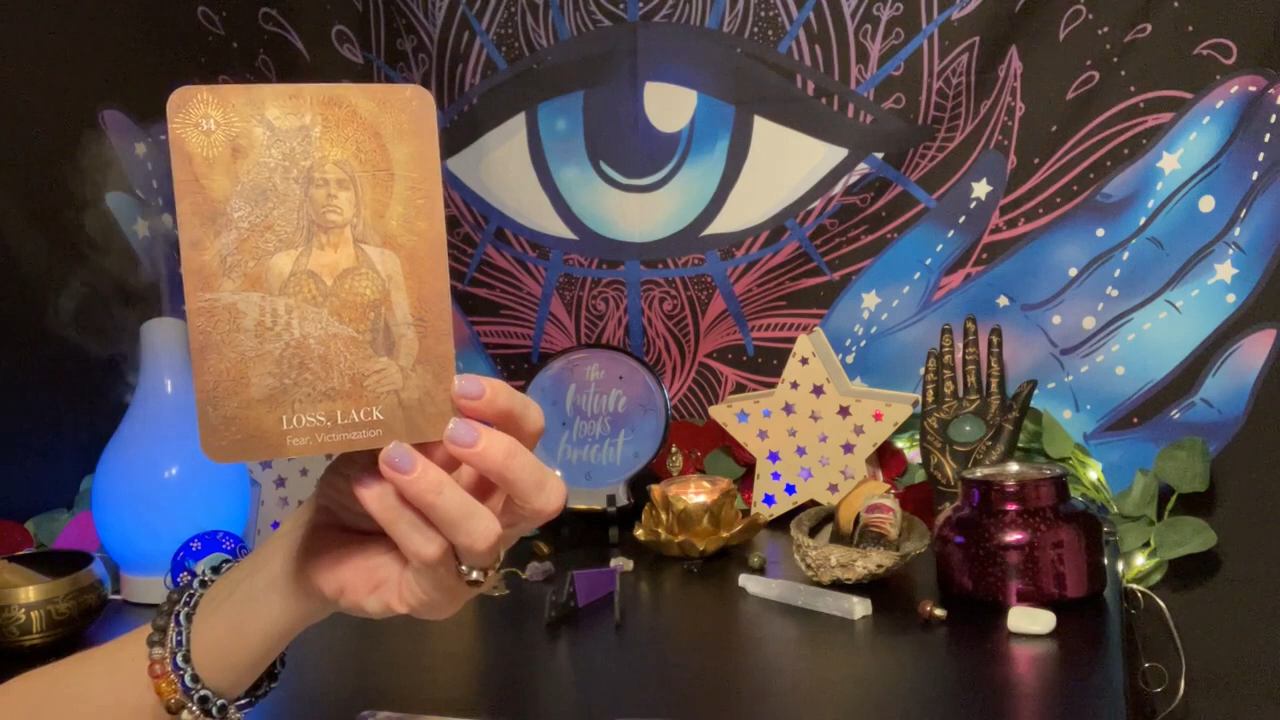 34
LOSS, LACK
Fear, Victimization
the
future
looks
bright